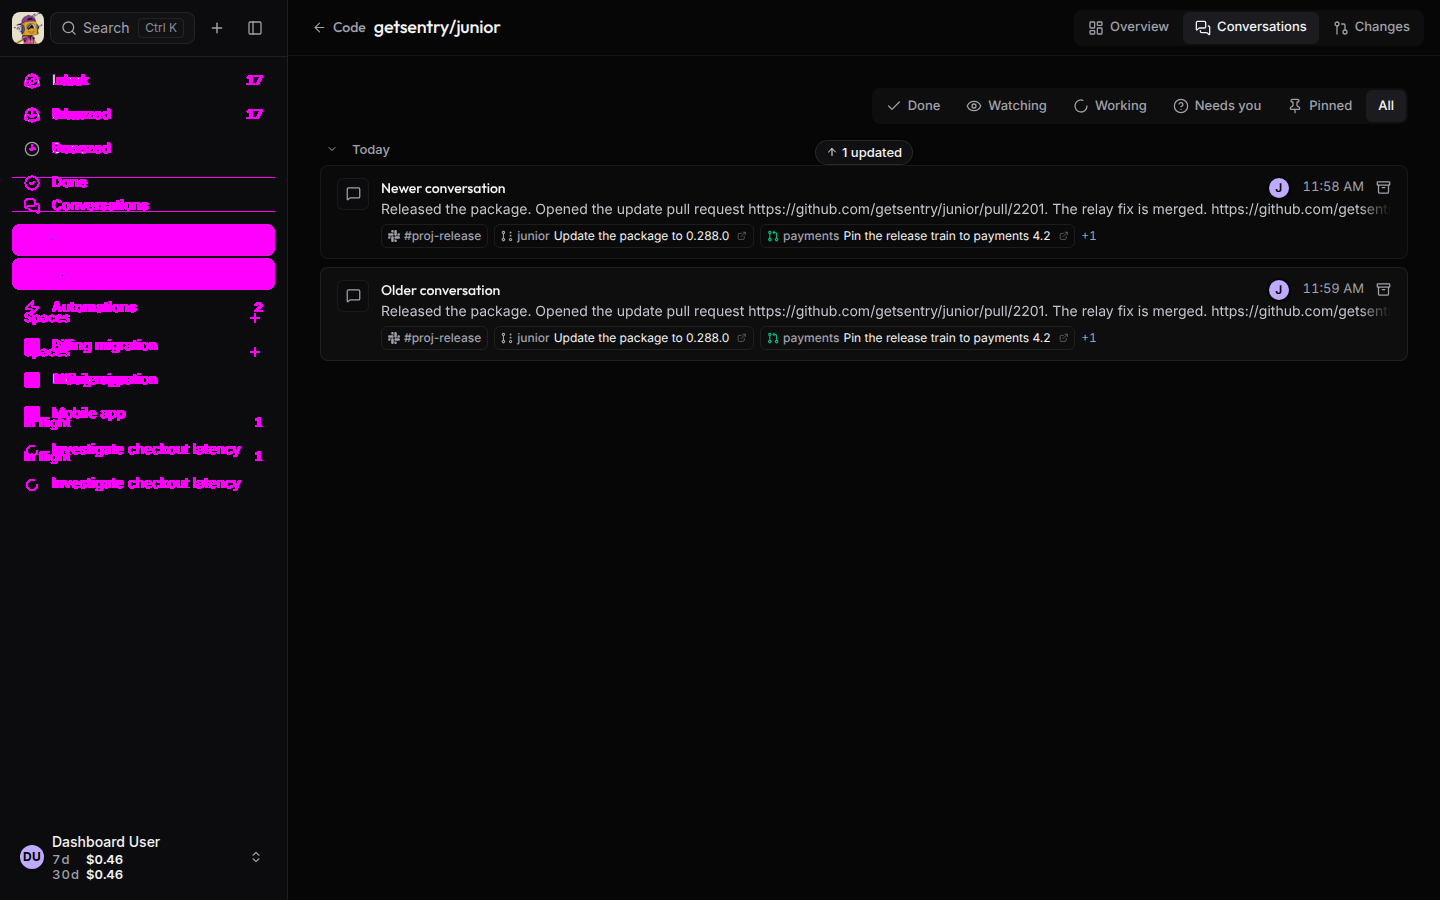 Search Ctrl K
Code getsentry/junior
Overview
Conversations
Changes
17
17
Done
Conversations
Automations 2
Spaces
Spaces
Billing migration
Mobile app
In flight 1
Investigate checkout latency
In flight 1
Investigate checkout latency
DU
Dashboard User
7d $0.46
30d $0.46
Done
Watching
Working
Needs you
Pinned
All
Today
1 updated
Newer conversation
J 11:58 AM
Released the package. Opened the update pull request https://github.com/getsentry/junior/pull/2201. The relay fix is merged. https://github.com/getsent
#proj-release
junior Update the package to 0.288.0
payments Pin the release train to payments 4.2
+1
Older conversation
J 11:59 AM
Released the package. Opened the update pull request https://github.com/getsentry/junior/pull/2201. The relay fix is merged. https://github.com/getsent
#proj-release
junior Update the package to 0.288.0
payments Pin the release train to payments 4.2
+1